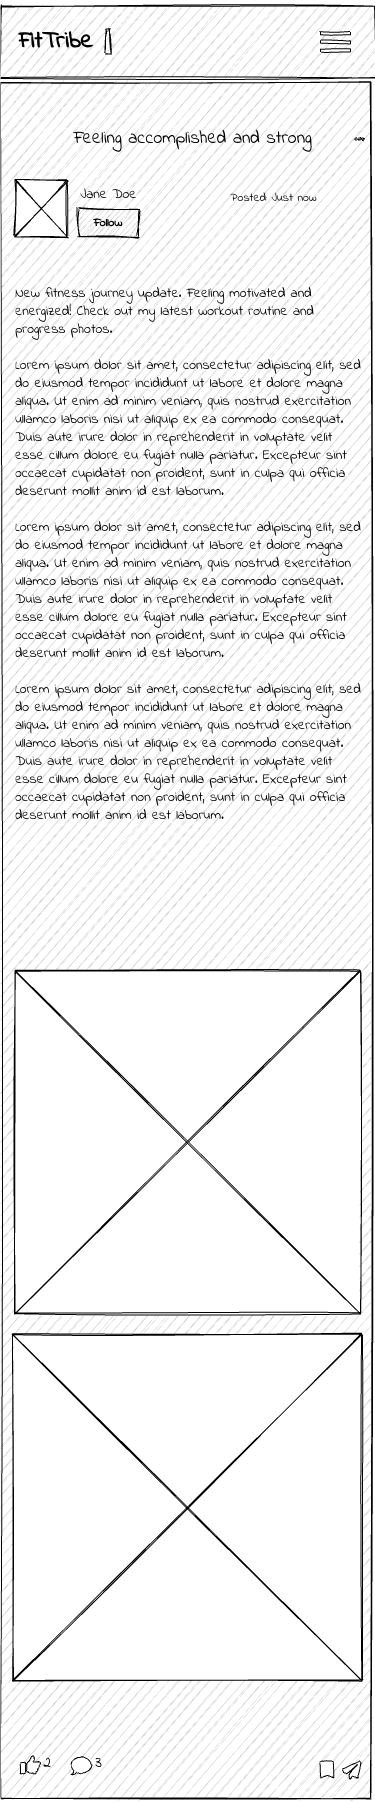 FitTribe
Feeling accomplished and strong
Jane Doe
Posted Just now
Follow
New fitness journey update. Feeling motivated and
energized! Check out my latest workout routine and
progress photos.
Lorem ipsum dolor sit amet, consectetur adipiscing elit, sed
do eiusmod tempor incididunt ut labore et dolore magna
aliqua. Ut enim ad minim veniam, quis nostrud exercitation
ullamco laboris nisi ut aliquip ex ea commodo consequat.
Duis aute irure dolor in reprehenderit in voluptate velit
esse cillum dolore eu fugiat nulla pariatur. Excepteur sint
occaecat cupidatat non proident, sunt in culpa qui officia
deserunt mollit anim id est laborum.
Lorem ipsum dolor sit amet, consectetur adipiscing elit, sed
do eiusmod tempor incididunt ut labore et dolore magna
aliqua. Ut enim ad minim veniam, quis nostrud exercitation
ullamco laboris nisi ut aliquip ex ea commodo consequat.
Duis aute irure dolor in reprehenderit in voluptate velit
esse cillum dolore eu fugiat nulla pariatur. Excepteur sint
occaecat cupidatat non proident, sunt in culpa qui officia
deserunt mollit anim id est laborum.
Lorem ipsum dolor sit amet, consectetur adipiscing elit, sed
do eiusmod tempor incididunt ut labore et dolore magna
aliqua. Ut enim ad minim veniam, quis nostrud exercitation
ullamco laboris nisi ut aliquip ex ea commodo consequat.
Duis aute irure dolor in reprehenderit in voluptate velit
esse cillum dolore eu fugiat nulla pariatur. Excepteur sint
occaecat cupidatat non proident, sunt in culpa qui officia
deserunt mollit anim id est laborum.
2 3